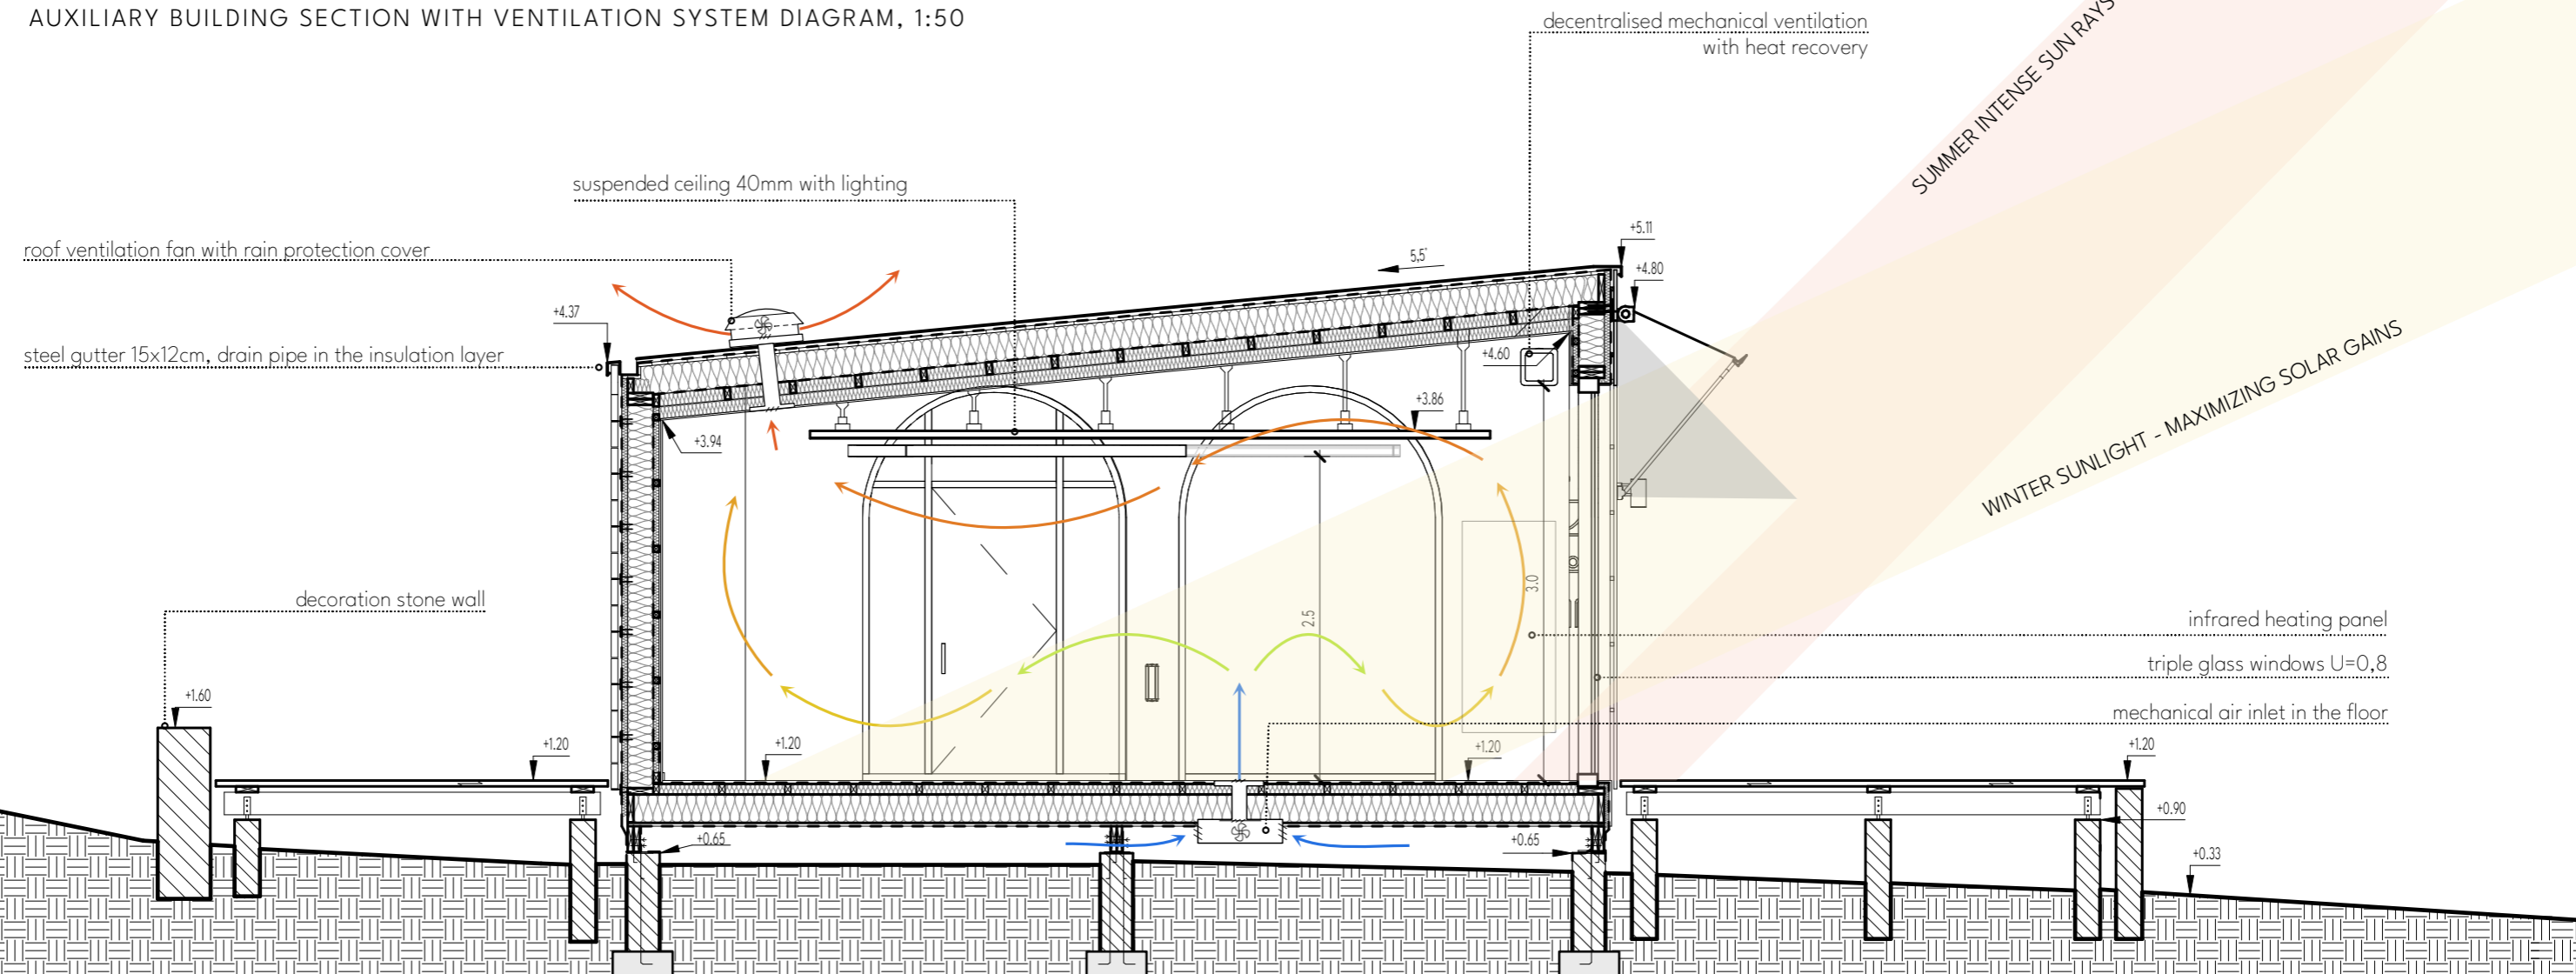 AUXILIARY BUILDING SECTION WITH VENTILATION SYSTEM DIAGRAM, 1:50
decentralised mechanical ventilation
with heat recovery
SUMMER INTENSE SUN RAYS
suspended ceiling 40mm with lighting
roof ventilation fan with rain protection cover
+5.11
5,5°
+4.80
+4.37
steel gutter 15x12cm, drain pipe in the insulation layer
+4.60
WINTER SUNLIGHT - MAXIMIZING SOLAR GAINS
+3.86
+3.94
3.0
decoration stone wall
2.5
infrared heating panel
triple glass windows U=0,8
+1.60
mechanical air inlet in the floor
+1.20
+1.20
+1.20
+1.20
+0.90
+0.65
+0.65
+0.33